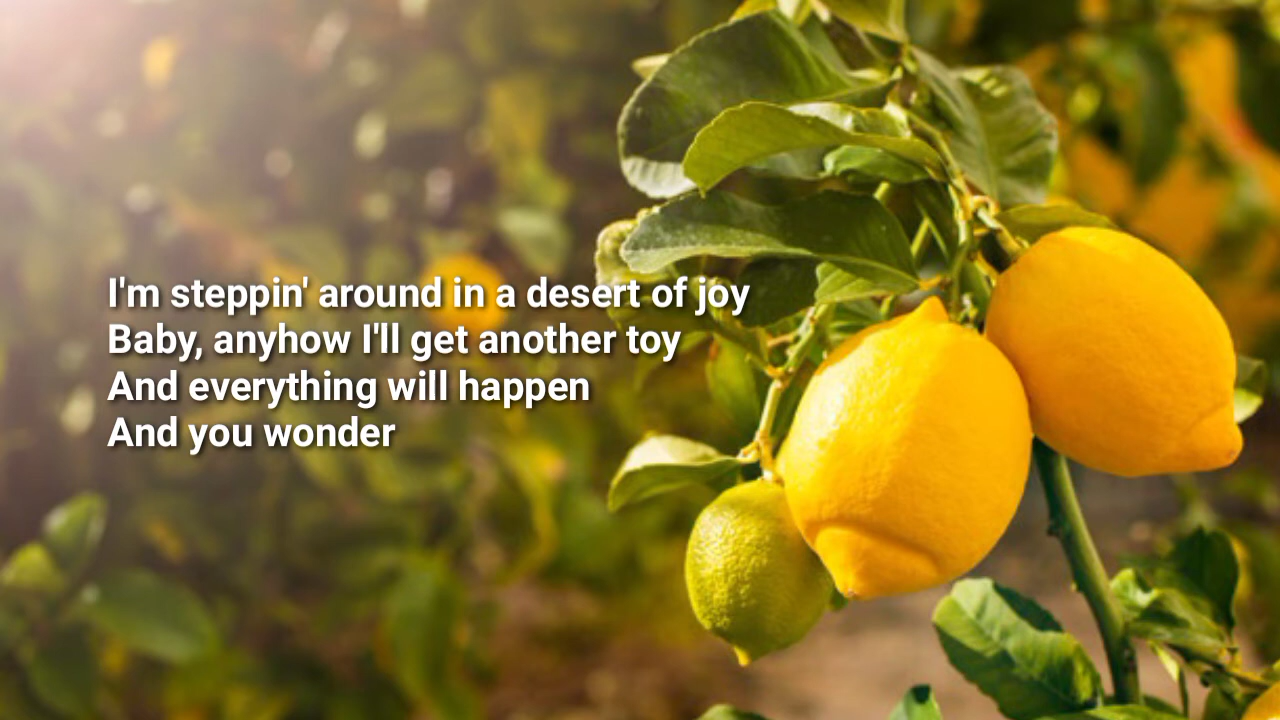 I'm steppin' around in a desert of joy
Baby, anyhow I'll get another toy
And everything will happen
And you wonder